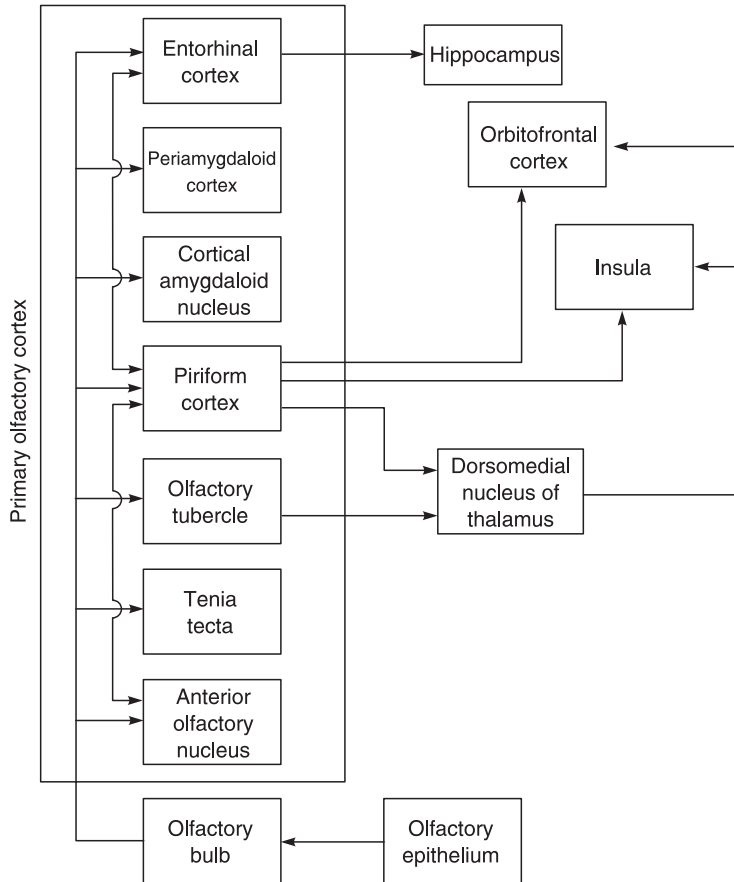 Primary olfactory cortex
Entorhinal
cortex
Hippocampus
Orbitofrontal
cortex
Periamygdaloid
cortex
Cortical
amygdaloid
nucleus
Insula
Piriform
cortex
Dorsomedial
nucleus of
thalamus
Olfactory
tubercle
Tenia
tecta
Anterior
olfactory
nucleus
Olfactory
bulb
Olfactory
epithelium